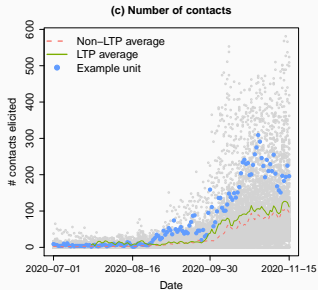 (c) Number of contacts
# contacts elicited
600
500
400
300
200
100
0
Non-LTP average
LTP average
Example unit
2020-07-01
2020-08-16
2020-09-30
2020-11-15
Date